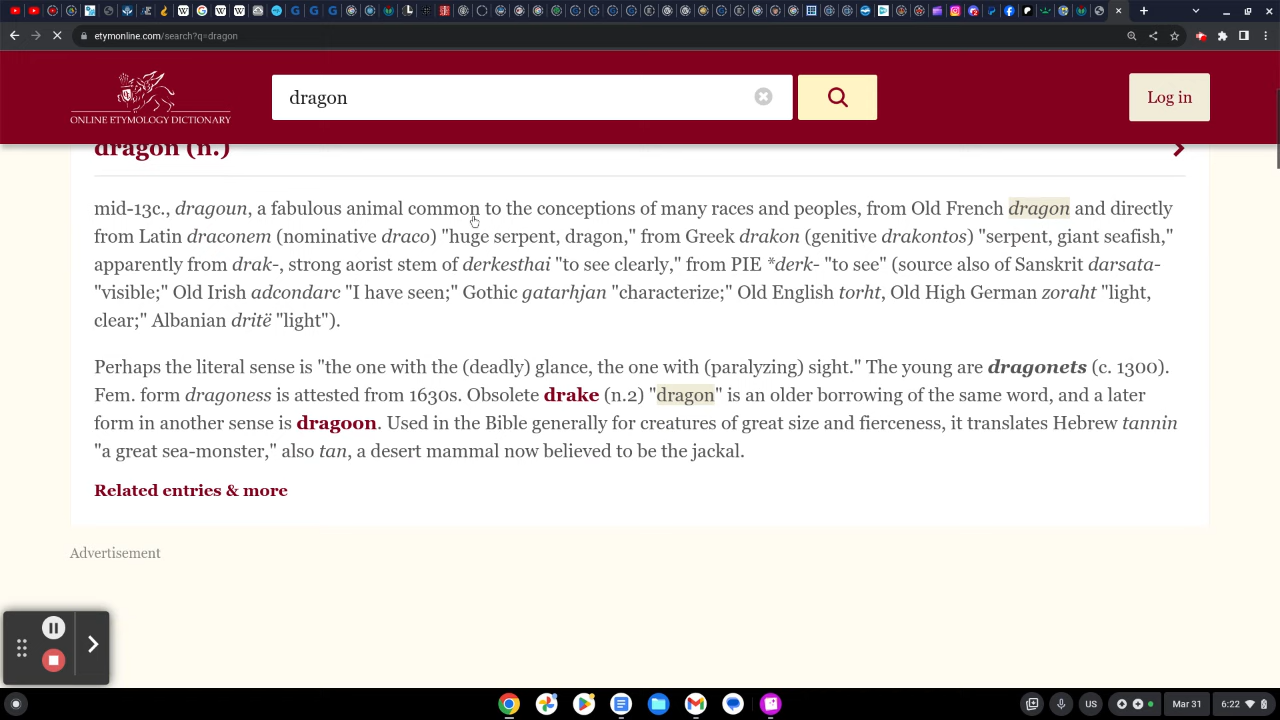 etymonline.com/search?q=dragon
ONLINE ETYMOLOGY DICTIONARY
dragon
Log in
dragon (n.)
mid-13c., dragoun, a fabulous animal common to the conceptions of many races and peoples, from Old French dragon and directly
from Latin draconem (nominative draco) "huge serpent, dragon," from Greek drakon (genitive drakontos) "serpent, giant seafish,"
apparently from drak-, strong aorist stem of derkesthai "to see clearly," from PIE *derk- "to see" (source also of Sanskrit darsata-
"visible;" Old Irish adcondarc "I have seen;" Gothic gatarhjan "characterize;" Old English torht, Old High German zoraht "light,
clear;" Albanian dritë "light").
Perhaps the literal sense is "the one with the (deadly) glance, the one with (paralyzing) sight." The young are dragonets (c. 1300).
Fem. form dragoness is attested from 1630s. Obsolete drake (n.2) "dragon" is an older borrowing of the same word, and a later
form in another sense is dragoon. Used in the Bible generally for creatures of great size and fierceness, it translates Hebrew tannin
"a great sea-monster," also tan, a desert mammal now believed to be the jackal.
Related entries & more
Advertisement
US
Mar 31
6:22